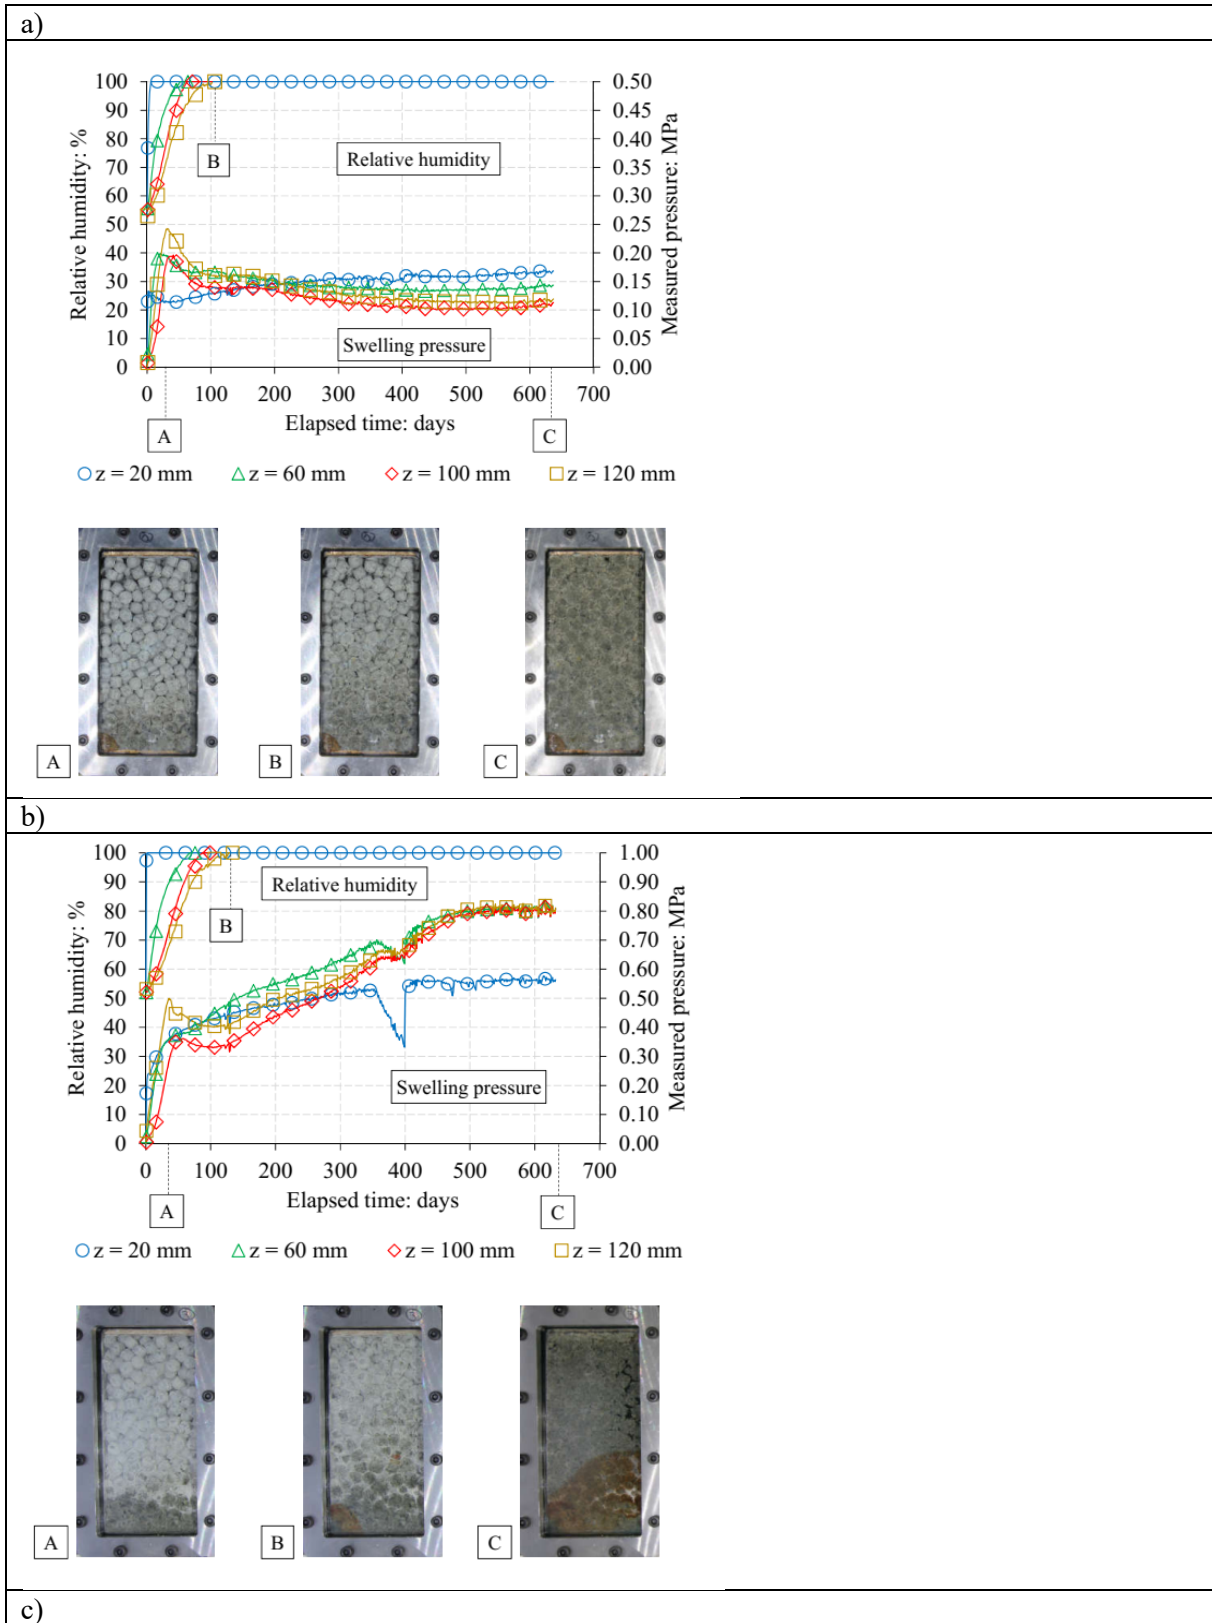 a)
100
90
80
70
60
50
40
30
20
10
0
Relative humidity: %
0.50
0.45
0.40
0.35
0.30
0.25
0.20
0.15
0.10
0.05
0.00
Measured pressure: MPa
B
Relative humidity
Swelling pressure
0 100 200 300 400 500 600 700
A
Elapsed time: days
C
z = 20 mm z = 60 mm z = 100 mm z = 120 mm
A
B
C
b)
100
90
80
70
60
50
40
30
20
10
0
Relative humidity: %
1.00
0.90
0.80
0.70
0.60
0.50
0.40
0.30
0.20
0.10
0.00
Measured pressure: MPa
Relative humidity
B
Swelling pressure
0 100 200 300 400 500 600 700
A
Elapsed time: days
C
z = 20 mm z = 60 mm z = 100 mm z = 120 mm
A
B
C
c)